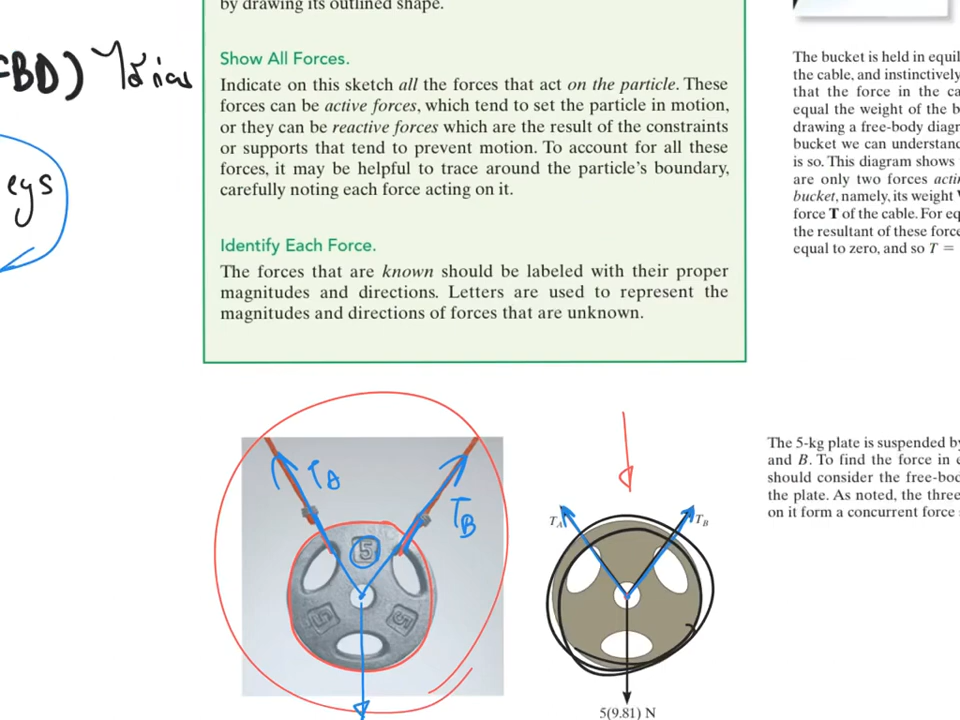 by drawing its outlined shape.
FBD) ได้
eys
Show All Forces.
Indicate on this sketch all the forces that act on the particle. These
forces can be active forces, which tend to set the particle in motion,
or they can be reactive forces which are the result of the constraints
or supports that tend to prevent motion. To account for all these
forces, it may be helpful to trace around the particle's boundary,
carefully noting each force acting on it.
Identify Each Force.
The forces that are known should be labeled with their proper
magnitudes and directions. Letters are used to represent the
magnitudes and directions of forces that are unknown.
The bucket is held in equil
the cable, and instinctively
that the force in the ca
equal the weight of the b
drawing a free-body diagr
bucket we can understand
is so. This diagram shows
are only two forces acti
bucket, namely, its weight
force T of the cable. For eq
the resultant of these force
equal to zero, and so T =
TA
TB
5
5
5
TA
TB
5(9.81) N
The 5-kg plate is suspended by
and B. To find the force in e
should consider the free-bod
the plate. As noted, the three
on it form a concurrent force